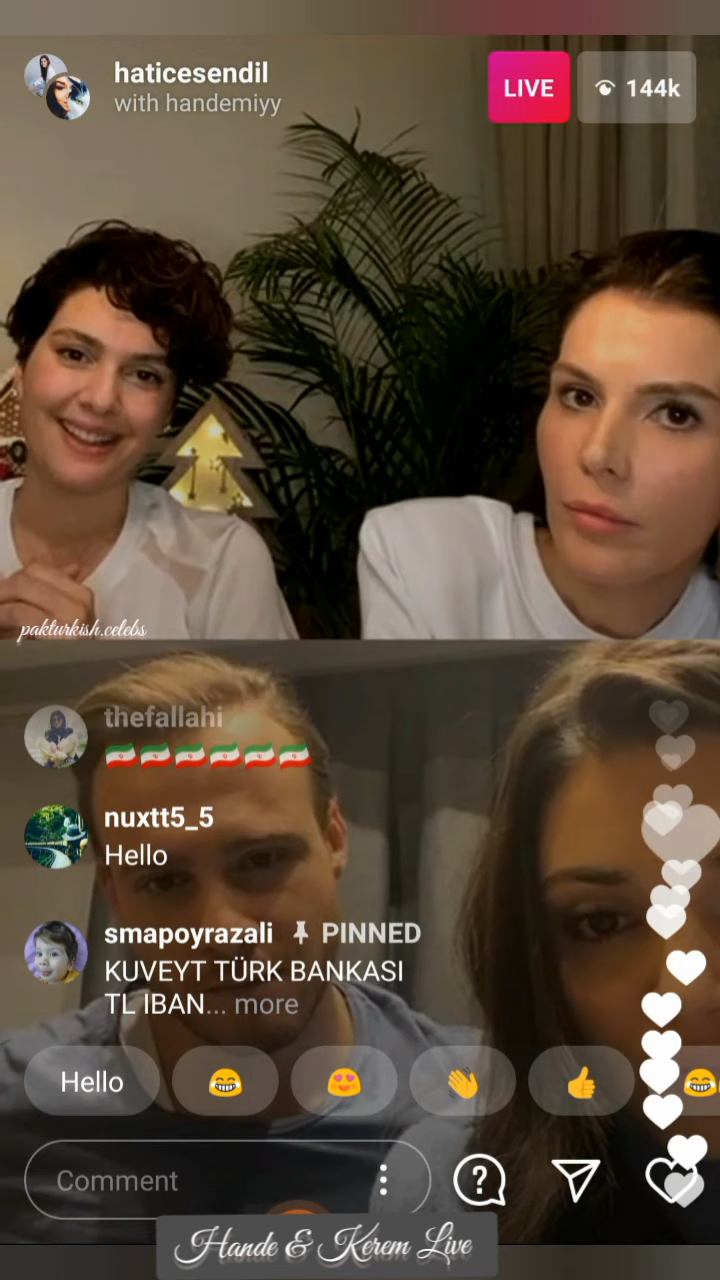 haticesendil
with handemiyy
LIVE
144k
pakturkish.celebs
thefallahi
nuxtt5_5
Hello
smapoyrazali PINNED
KUVEYT TÜRK BANKASI
TL IBAN... more
Hello
Comment
Hande & Kerem Live